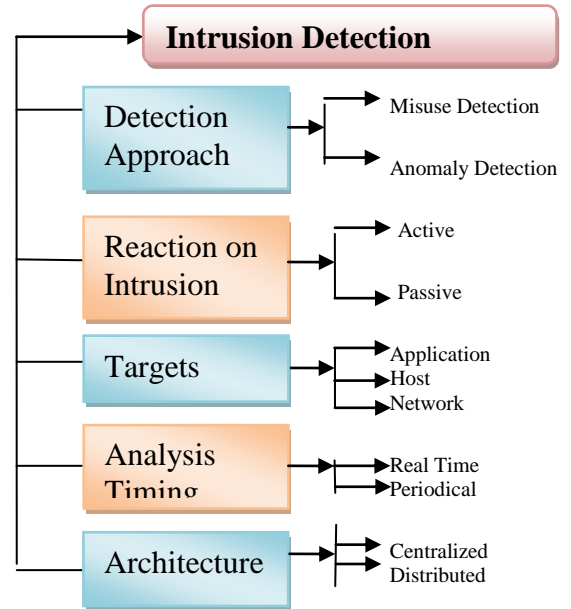 Intrusion Detection
Detection
Approach
Misuse Detection
Anomaly Detection
Reaction on
Intrusion
Active
Passive
Targets
Application
Host
Network
Analysis
Timing
Real Time
Periodical
Architecture
Centralized
Distributed